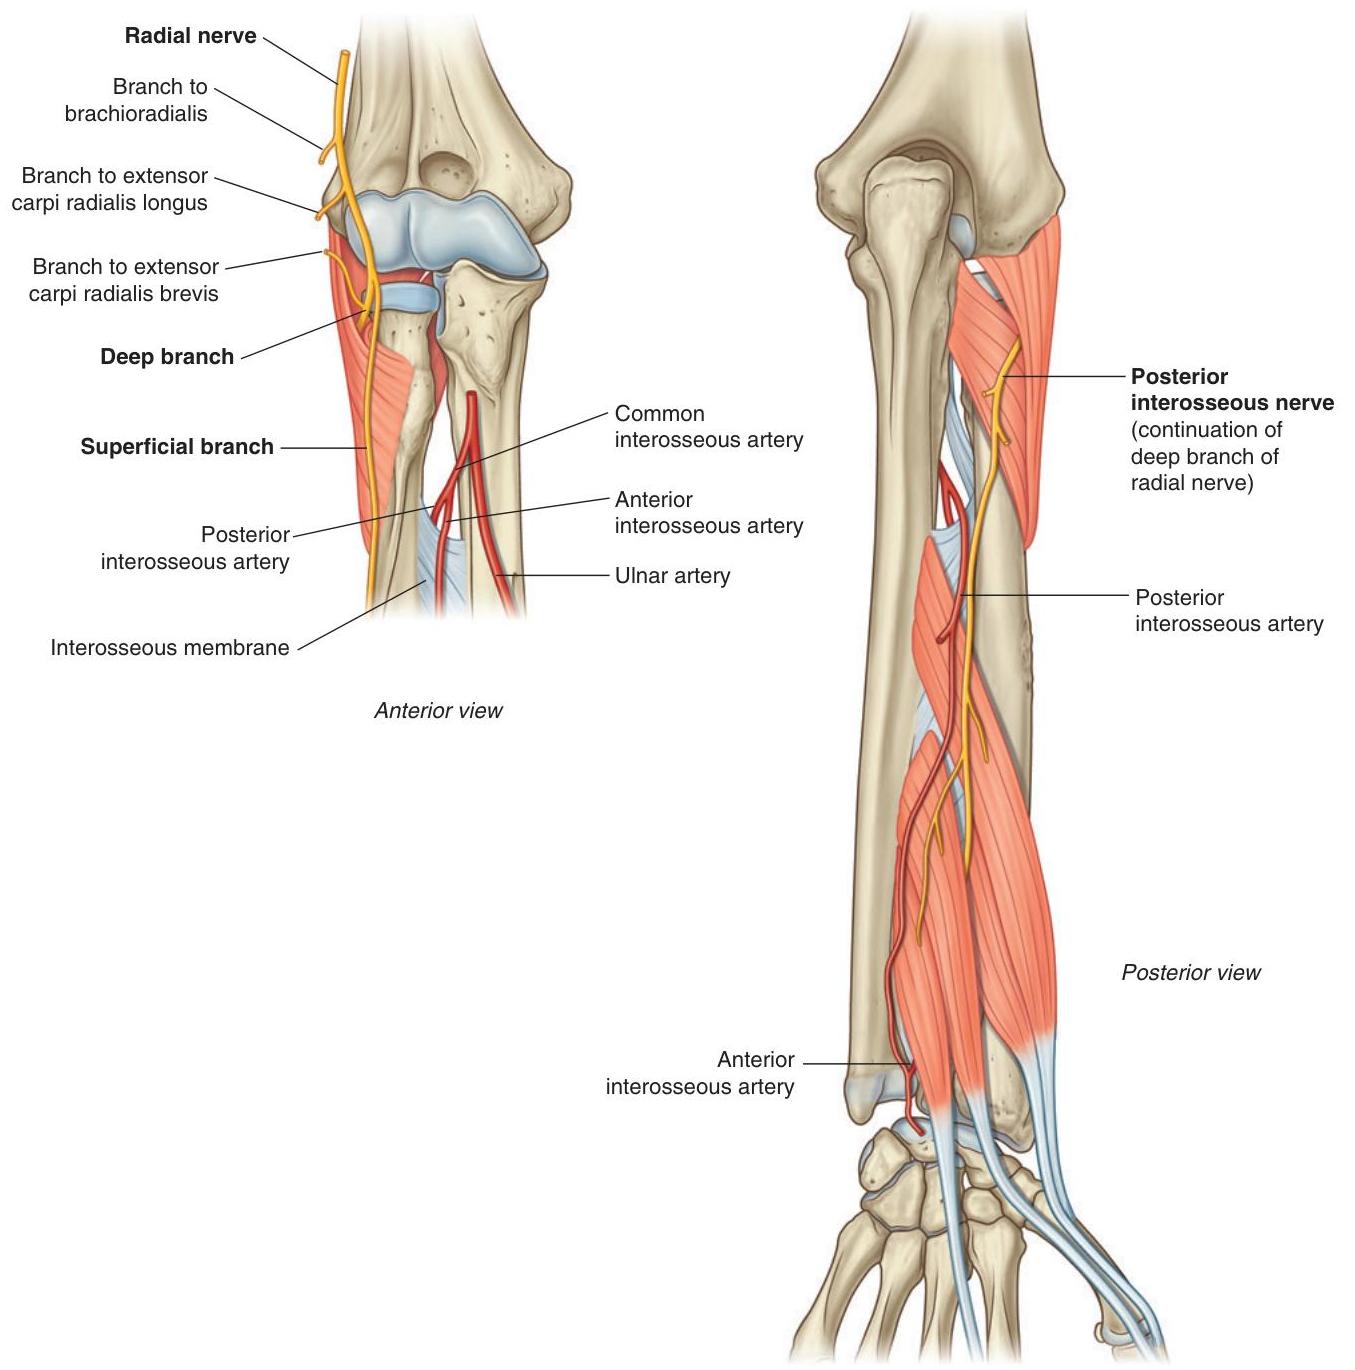 Radial nerve
Branch to
brachioradialis
Branch to extensor
carpi radialis longus
Branch to extensor
carpi radialis brevis
Deep branch
Superficial branch
Posterior
interosseous artery
Interosseous membrane
Common
interosseous artery
Anterior
interosseous artery
Ulnar artery
Anterior view
Posterior
interosseous nerve
(continuation of
deep branch of
radial nerve)
Posterior
interosseous artery
Posterior view
Anterior
interosseous artery